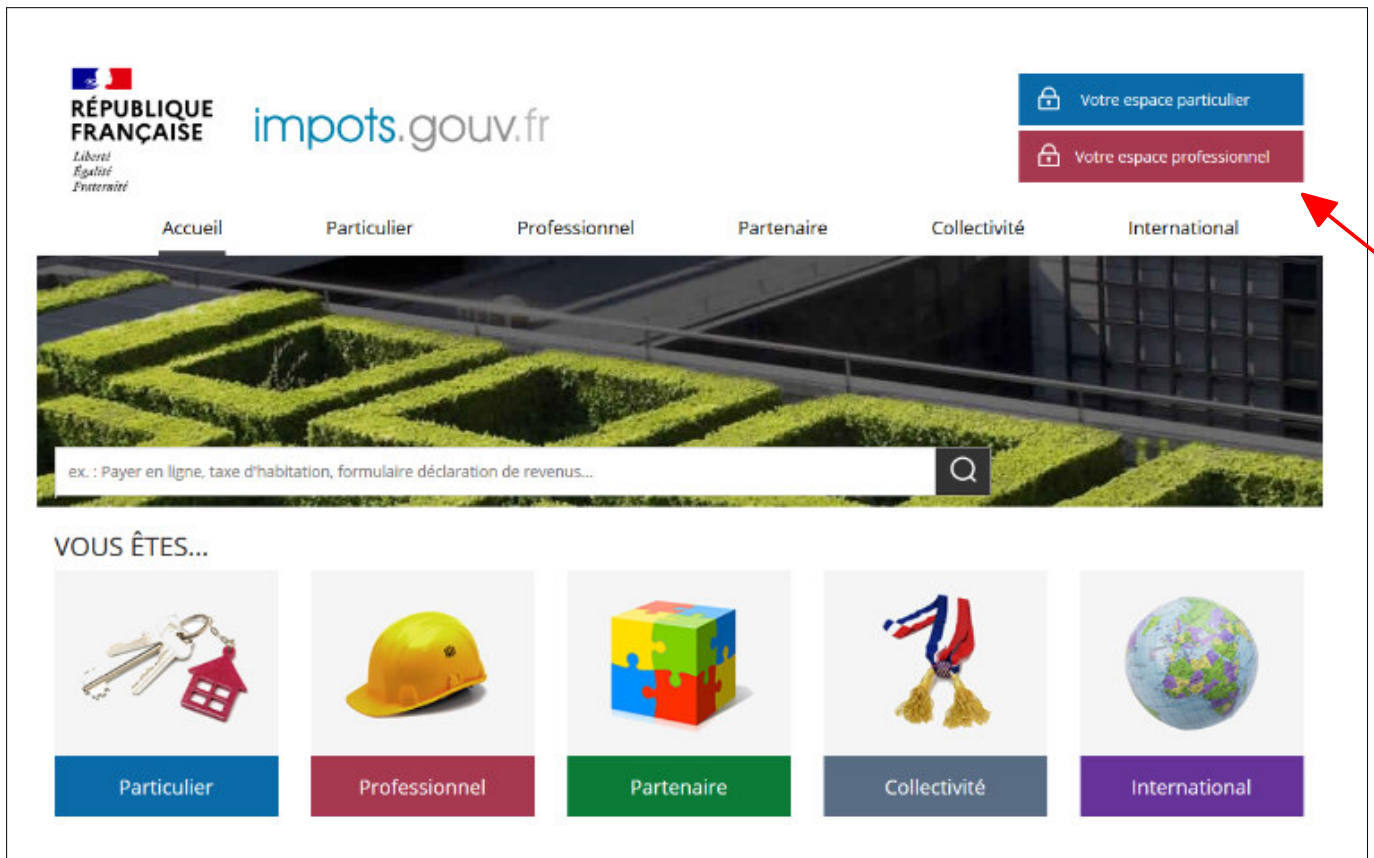 RÉPUBLIQUE
FRANÇAISE
Liberté
Égalité
Fraternité
impots.gouv.fr
Votre espace particulier
Votre espace professionnel
Accueil Particulier Professionnel Partenaire Collectivité International
ex. : Payer en ligne, taxe d'habitation, formulaire déclaration de revenus...
VOUS ÊTES...
Particulier Professionnel Partenaire Collectivité International